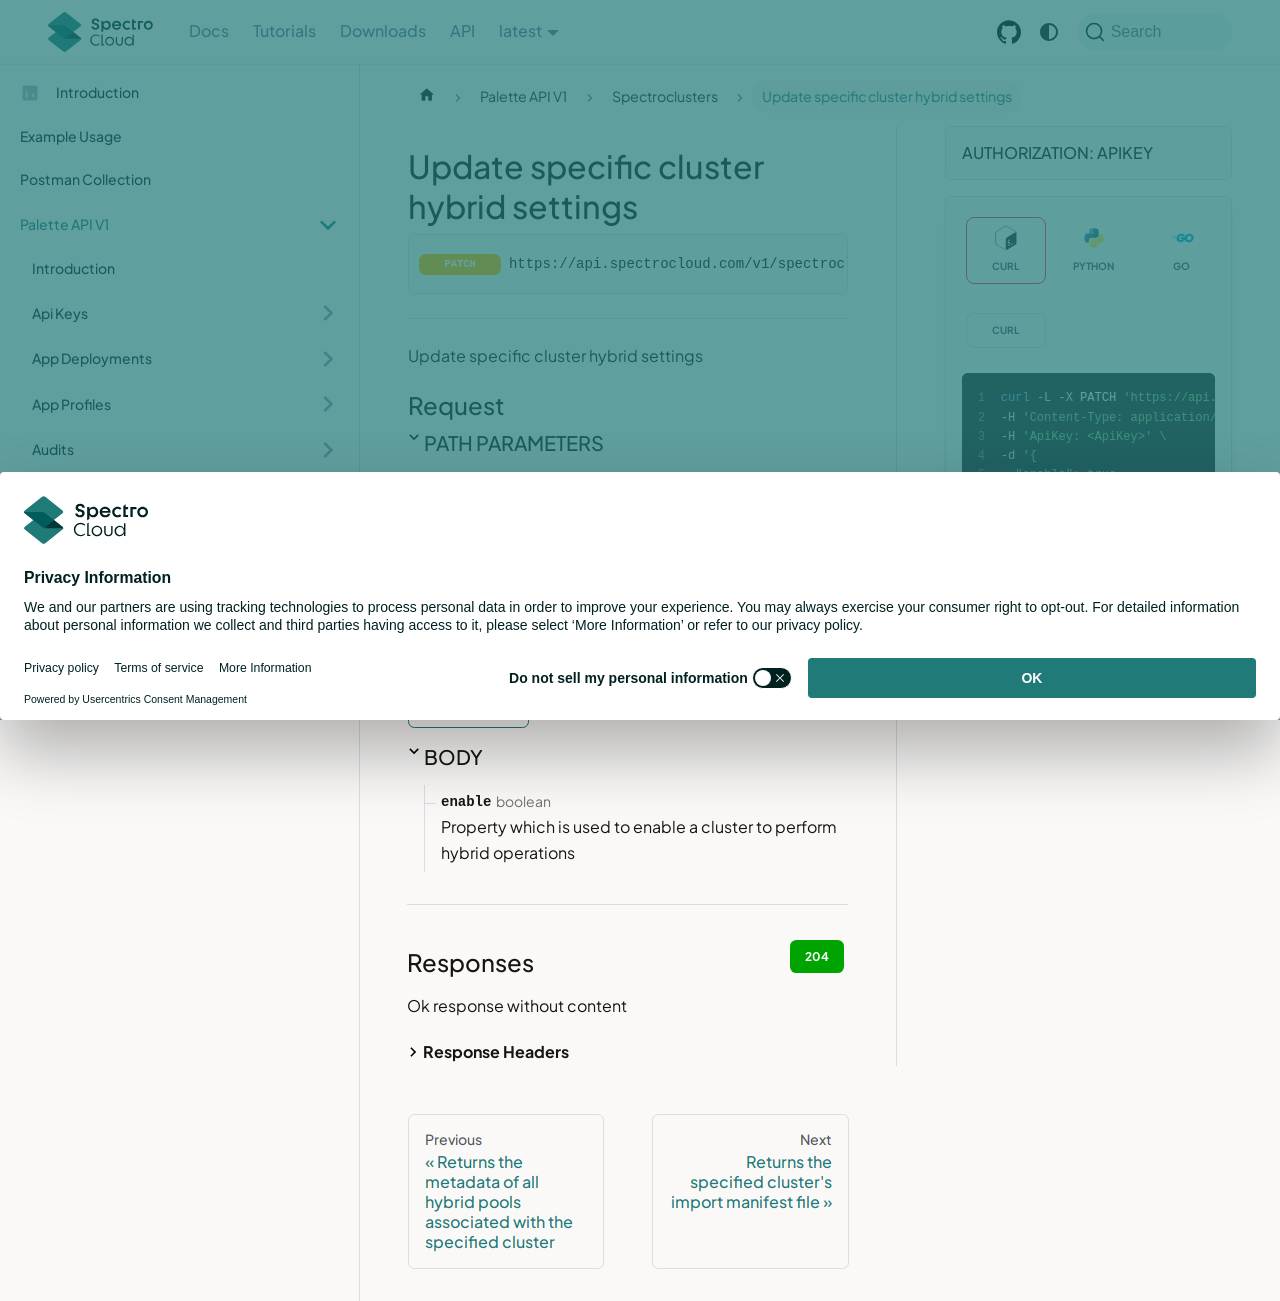 Spectro Cloud
Docs
Tutorials
Downloads
API
latest
Search
Introduction
Example Usage
Postman Collection
Palette API V1
Introduction
Api Keys
App Deployments
App Profiles
Audits
Palette API V1
Spectroclusters
Update specific cluster hybrid settings
Update specific cluster
hybrid settings
PATCH
https://api.spectrocloud.com/v1/spectroc
Update specific cluster hybrid settings
Request
PATH PARAMETERS
AUTHORIZATION: APIKEY
CURL
PYTHON
GO
CURL
1 curl -L -X PATCH 'https://api.
2 -H 'Content-Type: application/
3 -H 'ApiKey: <ApiKey>' \
4 -d '{
5 "enable": true
Spectro
Cloud
Privacy Information
We and our partners are using tracking technologies to process personal data in order to improve your experience. You may always exercise your consumer right to opt-out. For detailed information
about personal information we collect and third parties having access to it, please select ‘More Information’ or refer to our privacy policy.
Privacy policy
Terms of service
More Information
Powered by Usercentrics Consent Management
Do not sell my personal information
OK
BODY
enable boolean
Property which is used to enable a cluster to perform
hybrid operations
Responses
204
Ok response without content
Response Headers
Previous
« Returns the
metadata of all
hybrid pools
associated with the
specified cluster
Next
Returns the
specified cluster's
import manifest file »